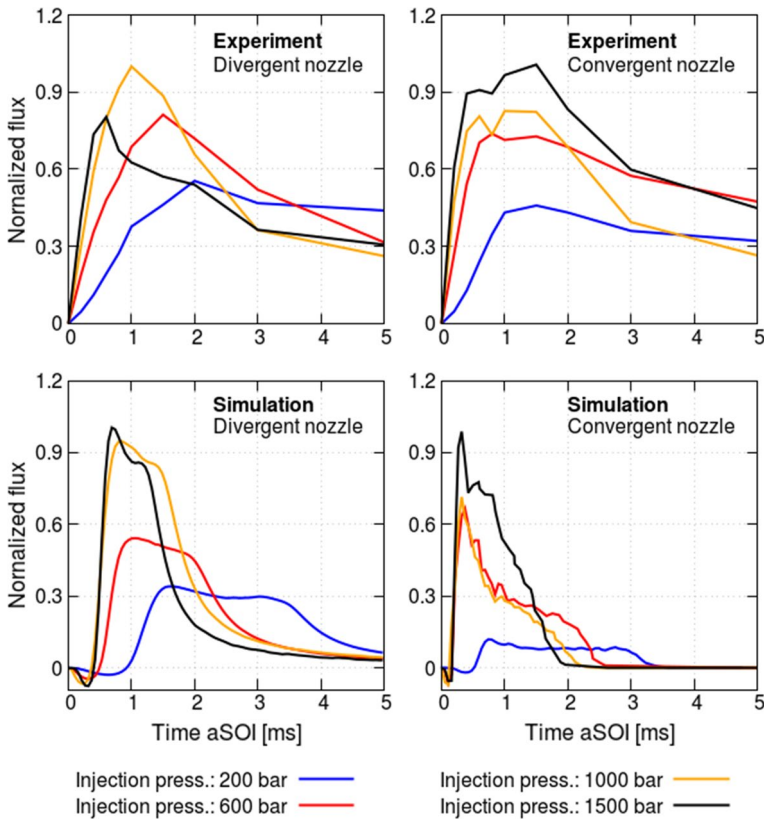 1.2
0.9
0.6
0.3
0
Normalized flux
Experiment
Divergent nozzle
0 1 2 3 4 5
1.2
0.9
0.6
0.3
0
Experiment
Convergent nozzle
0 1 2 3 4 5
1.2
0.9
0.6
0.3
0
Normalized flux
Simulation
Divergent nozzle
0 1 2 3 4 5
Time aSOI [ms]
1.2
0.9
0.6
0.3
0
Simulation
Convergent nozzle
0 1 2 3 4 5
Time aSOI [ms]
Injection press.: 200 bar
Injection press.: 600 bar
Injection press.: 1000 bar
Injection press.: 1500 bar